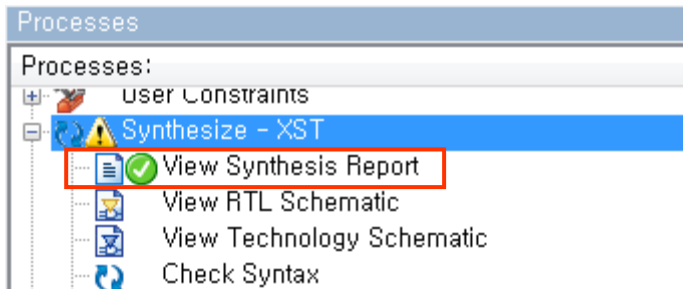 Processes
Processes:
User Constraints
Synthesize - XST
View Synthesis Report
View RTL Schematic
View Technology Schematic
Check Syntax